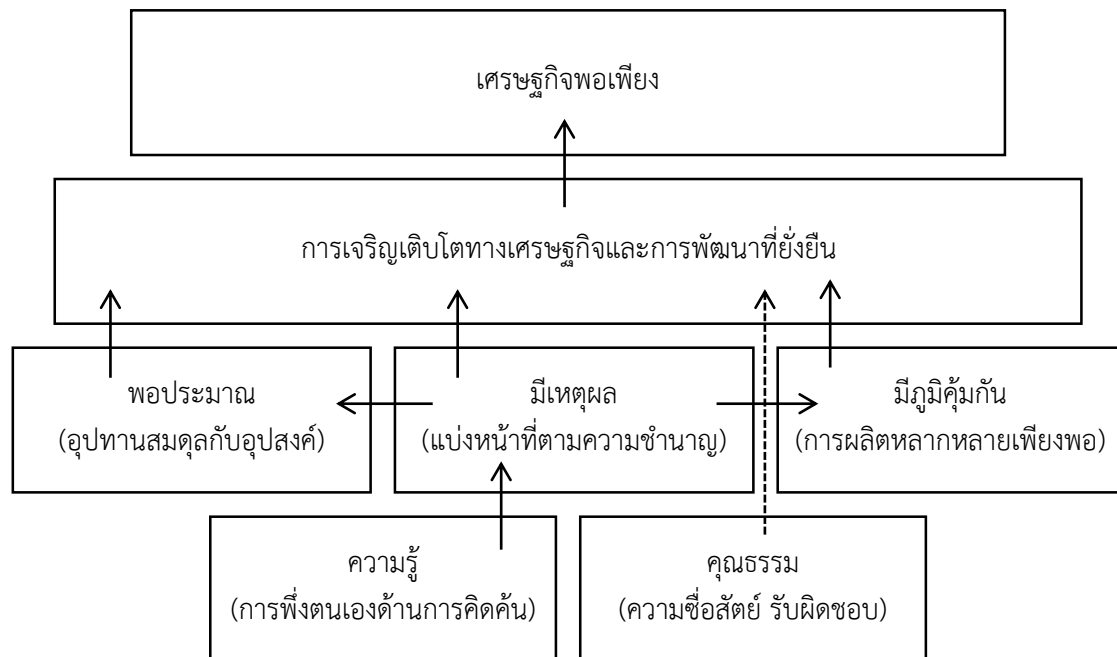 เศรษฐกิจพอเพียง
การเจริญเติบโตทางเศรษฐกิจและการพัฒนาที่ยั่งยืน
พอประมาณ
(อุปทานสมดุลกับอุปสงค์)
มีเหตุผล
(แบ่งหน้าที่ตามความชำนาญ)
มีภูมิคุ้มกัน
(การผลิตหลากหลายเพียงพอ)
ความรู้
(การพึ่งตนเองด้านการคิดค้น)
คุณธรรม
(ความซื่อสัตย์ รับผิดชอบ)